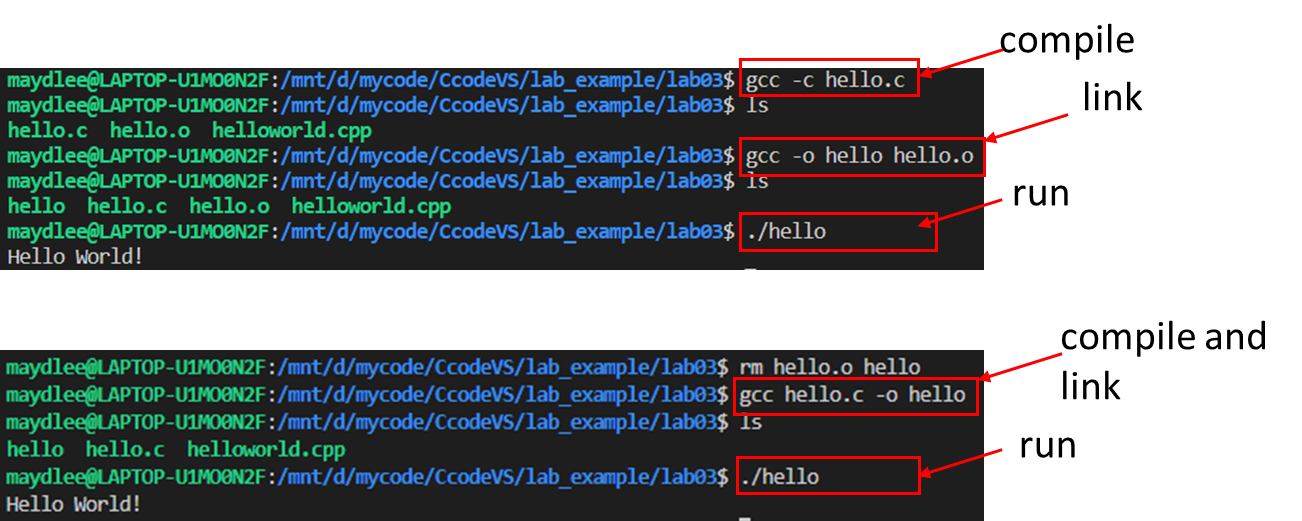 compile
maydlee@LAPTOP-U1MO0N2F:/mnt/d/mycode/CcodeVS/lab_example/lab03$ gcc -c hello.c
maydlee@LAPTOP-U1MO0N2F:/mnt/d/mycode/CcodeVS/lab_example/lab03$ ls
link
hello.c  hello.o  helloworld.cpp
maydlee@LAPTOP-U1MO0N2F:/mnt/d/mycode/CcodeVS/lab_example/lab03$ gcc -o hello hello.o
maydlee@LAPTOP-U1MO0N2F:/mnt/d/mycode/CcodeVS/lab_example/lab03$ ls
run
hello  hello.c  hello.o  helloworld.cpp
maydlee@LAPTOP-U1MO0N2F:/mnt/d/mycode/CcodeVS/lab_example/lab03$ ./hello
Hello World!
compile and
link
maydlee@LAPTOP-U1MO0N2F:/mnt/d/mycode/CcodeVS/lab_example/lab03$ rm hello.o hello
maydlee@LAPTOP-U1MO0N2F:/mnt/d/mycode/CcodeVS/lab_example/lab03$ gcc hello.c -o hello
maydlee@LAPTOP-U1MO0N2F:/mnt/d/mycode/CcodeVS/lab_example/lab03$ ls
run
hello  hello.c  helloworld.cpp
maydlee@LAPTOP-U1MO0N2F:/mnt/d/mycode/CcodeVS/lab_example/lab03$ ./hello
Hello World!